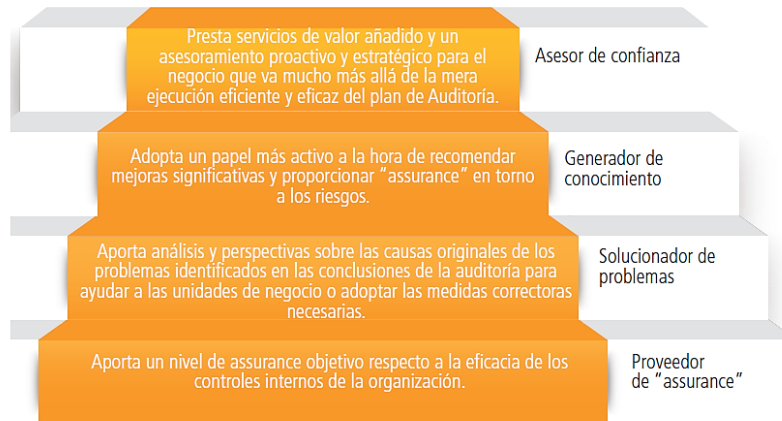 Presta servicios de valor añadido y un
asesoramiento proactivo y estratégico para el
negocio que va mucho más allá de la mera
ejecución eficiente y eficaz del plan de Auditoría.
Asesor de confianza
Adopta un papel más activo a la hora de recomendar
mejoras significativas y proporcionar “assurance” en torno
a los riesgos.
Generador de
conocimiento
Aporta análisis y perspectivas sobre las causas originales de los
problemas identificados en las conclusiones de la auditoría para
ayudar a las unidades de negocio o adoptar las medidas correctoras
necesarias.
Solucionador de
problemas
Aporta un nivel de assurance objetivo respecto a la eficacia de los
controles internos de la organización.
Proveedor
de “assurance”